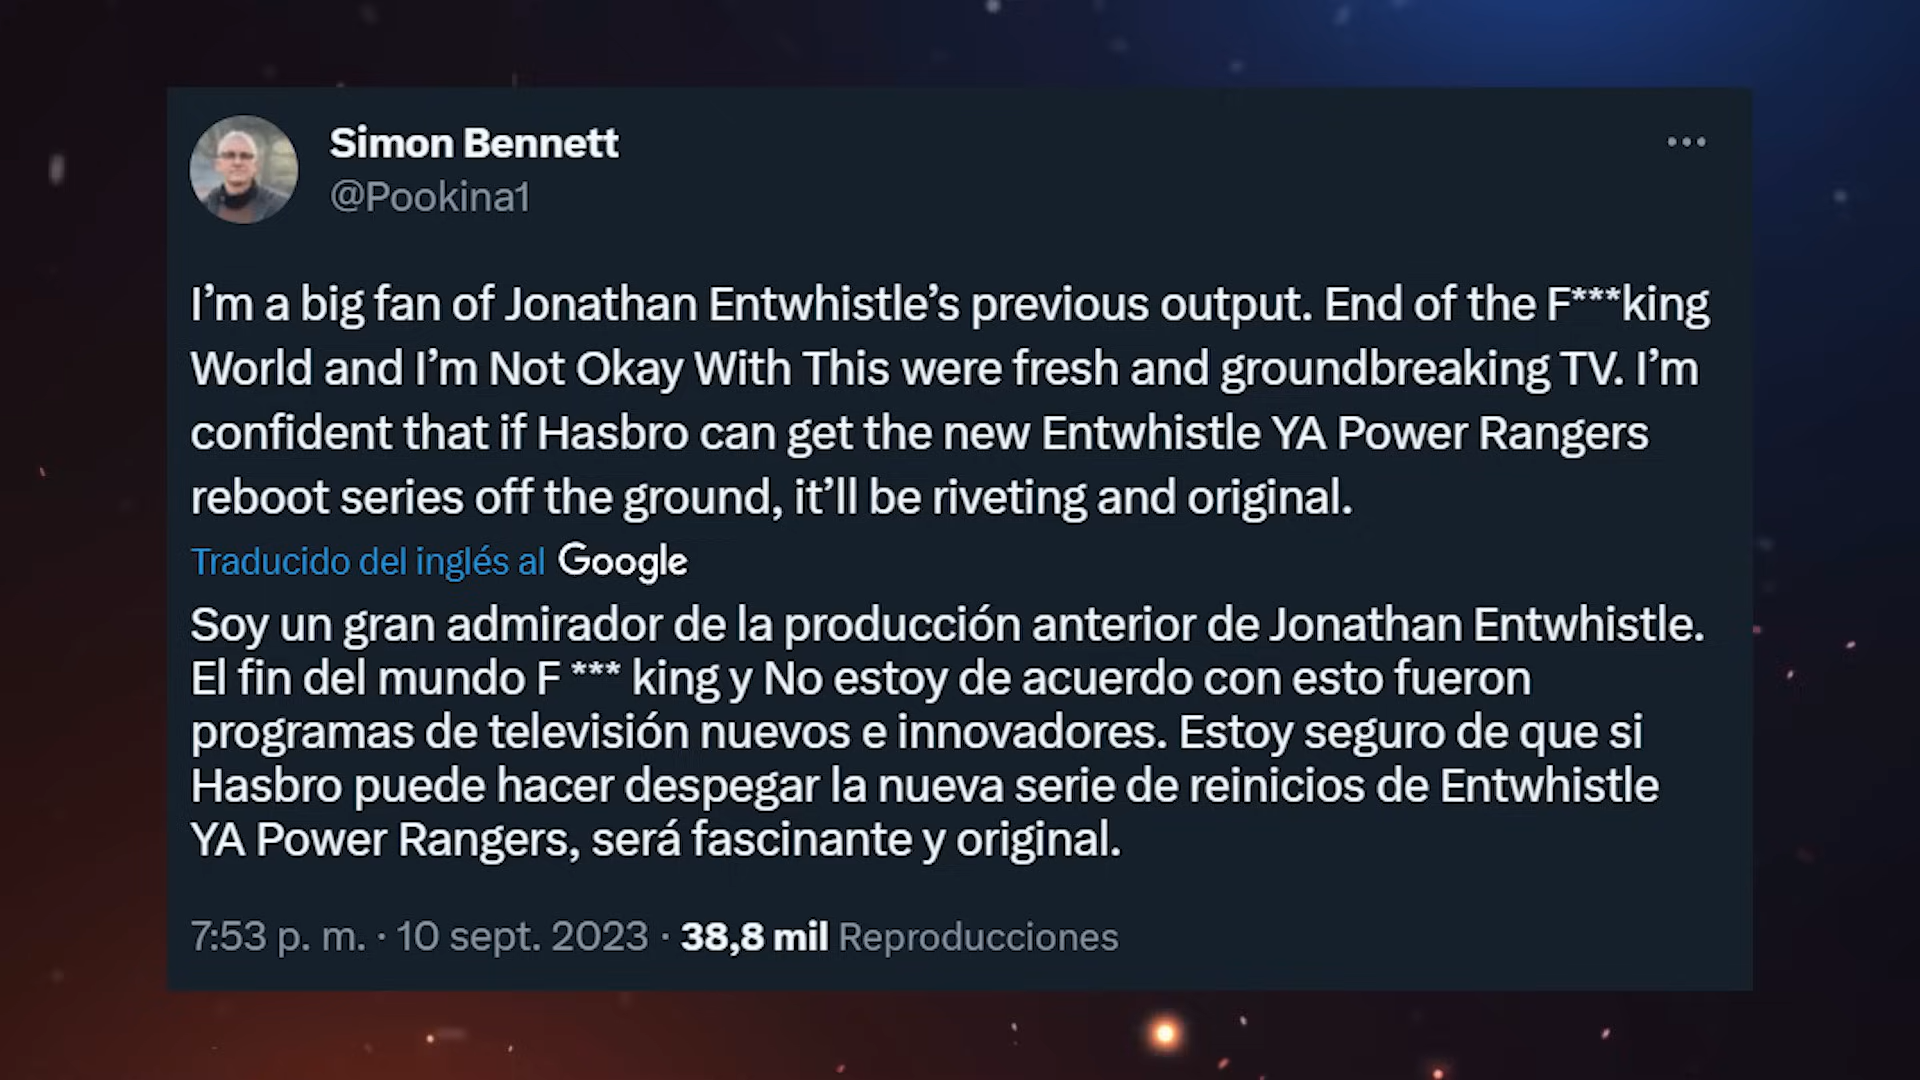 Simon Bennett
@Pookina1
I’m a big fan of Jonathan Entwhistle’s previous output. End of the F***king
World and I’m Not Okay With This were fresh and groundbreaking TV. I’m
confident that if Hasbro can get the new Entwhistle YA Power Rangers
reboot series off the ground, it’ll be riveting and original.
Traducido del inglés al Google
Soy un gran admirador de la producción anterior de Jonathan Entwhistle.
El fin del mundo F *** king y No estoy de acuerdo con esto fueron
programas de televisión nuevos e innovadores. Estoy seguro de que si
Hasbro puede hacer despegar la nueva serie de reinicios de Entwhistle
YA Power Rangers, será fascinante y original.
7:53 p. m. · 10 sept. 2023 · 38,8 mil Reproducciones